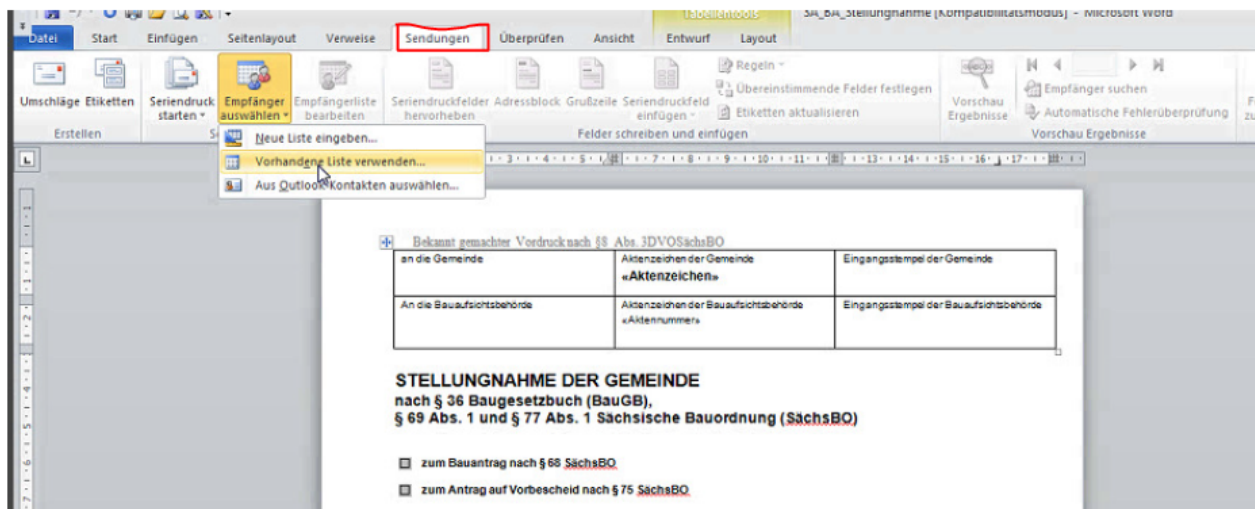 Tabellentools SA_BA_Stellungnahme [Kompatibilitätsmodus] - Microsoft Word
Datei Start Einfügen Seitenlayout Verweise Sendungen Überprüfen Ansicht Entwurf Layout
Umschläge Etiketten Seriendruck starten Empfänger auswählen Empfängerliste bearbeiten Seriendruckfelder hervorheben Adressblock Grußzeile Seriendruckfeld einfügen
Regeln
Übereinstimmende Felder festlegen
Etiketten aktualisieren
Vorschau Ergebnisse
Empfänger suchen
Automatische Fehlerüberprüfung
Erstellen Felder schreiben und einfügen Vorschau Ergebnisse
Neue Liste eingeben...
Vorhandene Liste verwenden...
Aus Outlook-Kontakten auswählen...
Bekannt gemachter Vordruck nach §8 Abs. 3DVOSächsBO
an die Gemeinde
Aktenzeichen der Gemeinde
«Aktenzeichen»
Eingangsstempel der Gemeinde
An die Bauaufsichtsbehörde
Aktenzeichen der Bauaufsichtsbehörde
«Aktennummer»
Eingangsstempel der Bauaufsichtsbehörde
STELLUNGNAHME DER GEMEINDE
nach § 36 Baugesetzbuch (BauGB),
§ 69 Abs. 1 und § 77 Abs. 1 Sächsische Bauordnung (SächsBO)
zum Bauantrag nach § 68 SächsBO
zum Antrag auf Vorbescheid nach § 75 SächsBO